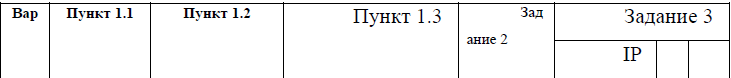 Вар Пункт 1.1 Пункт 1.2 Пункт 1.3 Зад Задание 3
ание 2
IP